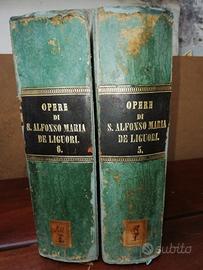 OPERE
DI
S. ALFONSO MARIA
DE LIGUORI.
6.
OPERE
DI
S. ALFONSO MARIA
DE LIGUORI.
5.
subito